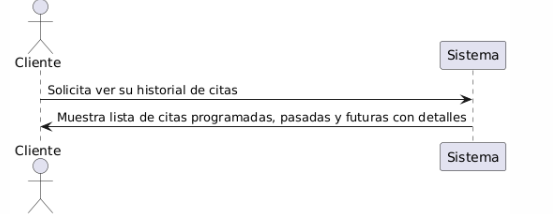 Cliente
Sistema
Solicita ver su historial de citas
Muestra lista de citas programadas, pasadas y futuras con detalles
Cliente
Sistema